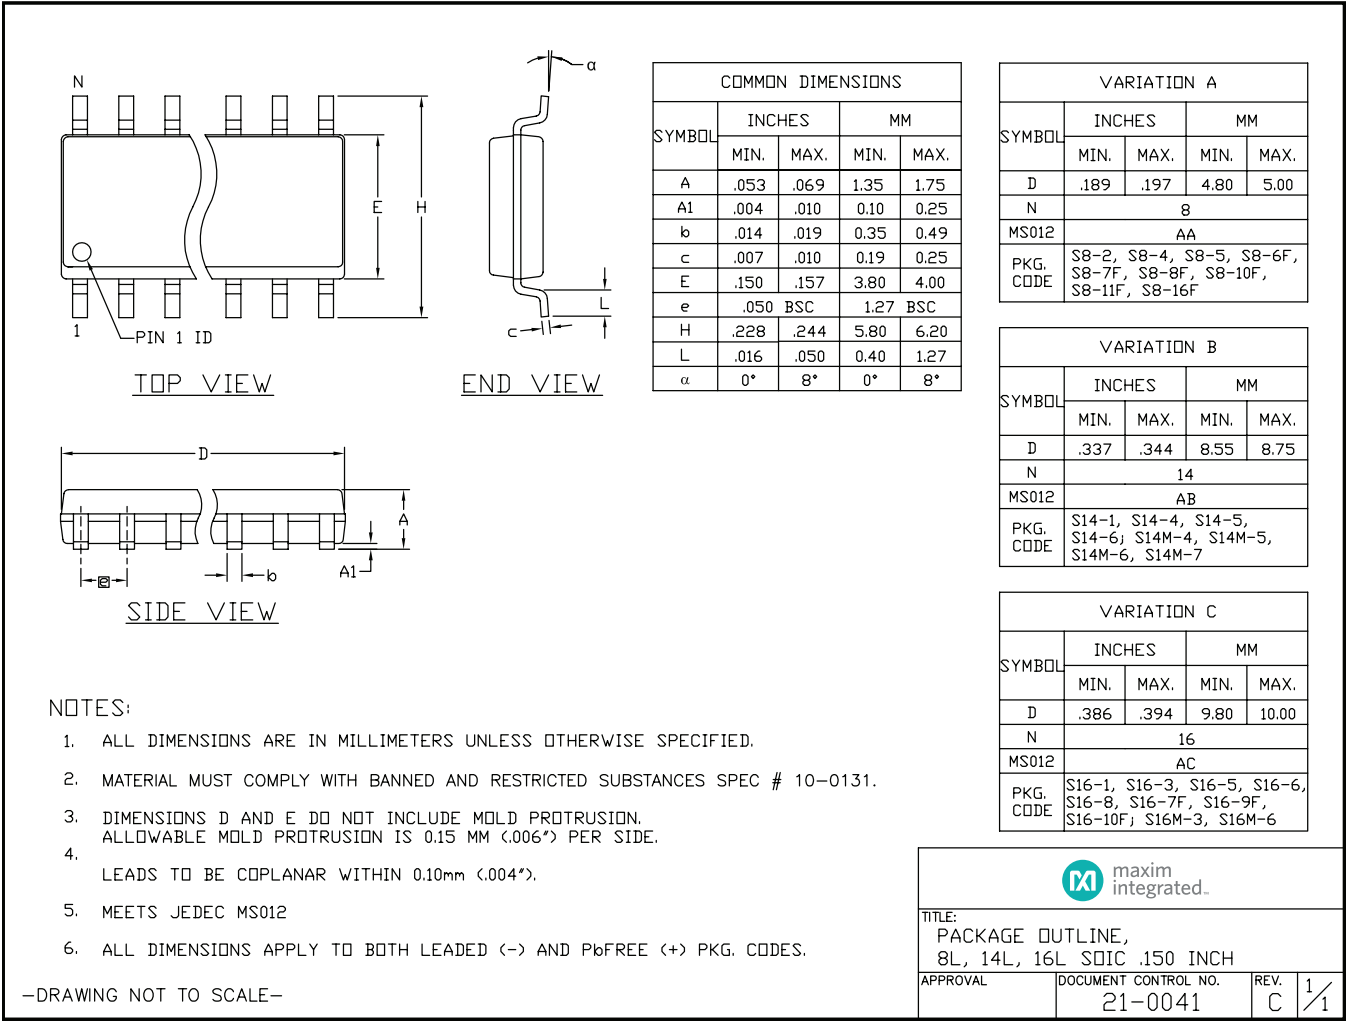 N
α
E
H
L
c
1
PIN 1 ID
TOP VIEW
END VIEW
D
A
A1
e
b
SIDE VIEW
COMMON DIMENSIONS
SYMBOL INCHES MM
MIN. MAX. MIN. MAX.
A .053 .069 1.35 1.75
A1 .004 .010 0.10 0.25
b .014 .019 0.35 0.49
c .007 .010 0.19 0.25
E .150 .157 3.80 4.00
e .050 BSC 1.27 BSC
H .228 .244 5.80 6.20
L .016 .050 0.40 1.27
α 0° 8° 0° 8°
VARIATION A
SYMBOL INCHES MM
MIN. MAX. MIN. MAX.
D .189 .197 4.80 5.00
N 8
MS012 AA
PKG. CODE
S8-2, S8-4, S8-5, S8-6F,
S8-7F, S8-8F, S8-10F,
S8-11F, S8-16F
VARIATION B
SYMBOL INCHES MM
MIN. MAX. MIN. MAX.
D .337 .344 8.55 8.75
N 14
MS012 AB
PKG. CODE
S14-1, S14-4, S14-5,
S14-6; S14M-4, S14M-5,
S14M-6, S14M-7
VARIATION C
SYMBOL INCHES MM
MIN. MAX. MIN. MAX.
D .386 .394 9.80 10.00
N 16
MS012 AC
PKG. CODE
S16-1, S16-3, S16-5, S16-6,
S16-8, S16-7F, S16-9F,
S16-10F; S16M-3, S16M-6
NOTES:
1. ALL DIMENSIONS ARE IN MILLIMETERS UNLESS OTHERWISE SPECIFIED.
2. MATERIAL MUST COMPLY WITH BANNED AND RESTRICTED SUBSTANCES SPEC # 10-0131.
3. DIMENSIONS D AND E DO NOT INCLUDE MOLD PROTRUSION.
ALLOWABLE MOLD PROTRUSION IS 0.15 MM (.006") PER SIDE.
4.
LEADS TO BE COPLANAR WITHIN 0.10mm (.004").
5. MEETS JEDEC MS012
6. ALL DIMENSIONS APPLY TO BOTH LEADED (-) AND PbFREE (+) PKG. CODES.
-DRAWING NOT TO SCALE-
maxim
integrated™
TITLE:
PACKAGE OUTLINE,
8L, 14L, 16L SOIC .150 INCH
APPROVAL
DOCUMENT CONTROL NO.
21-0041
REV.
C
1/1